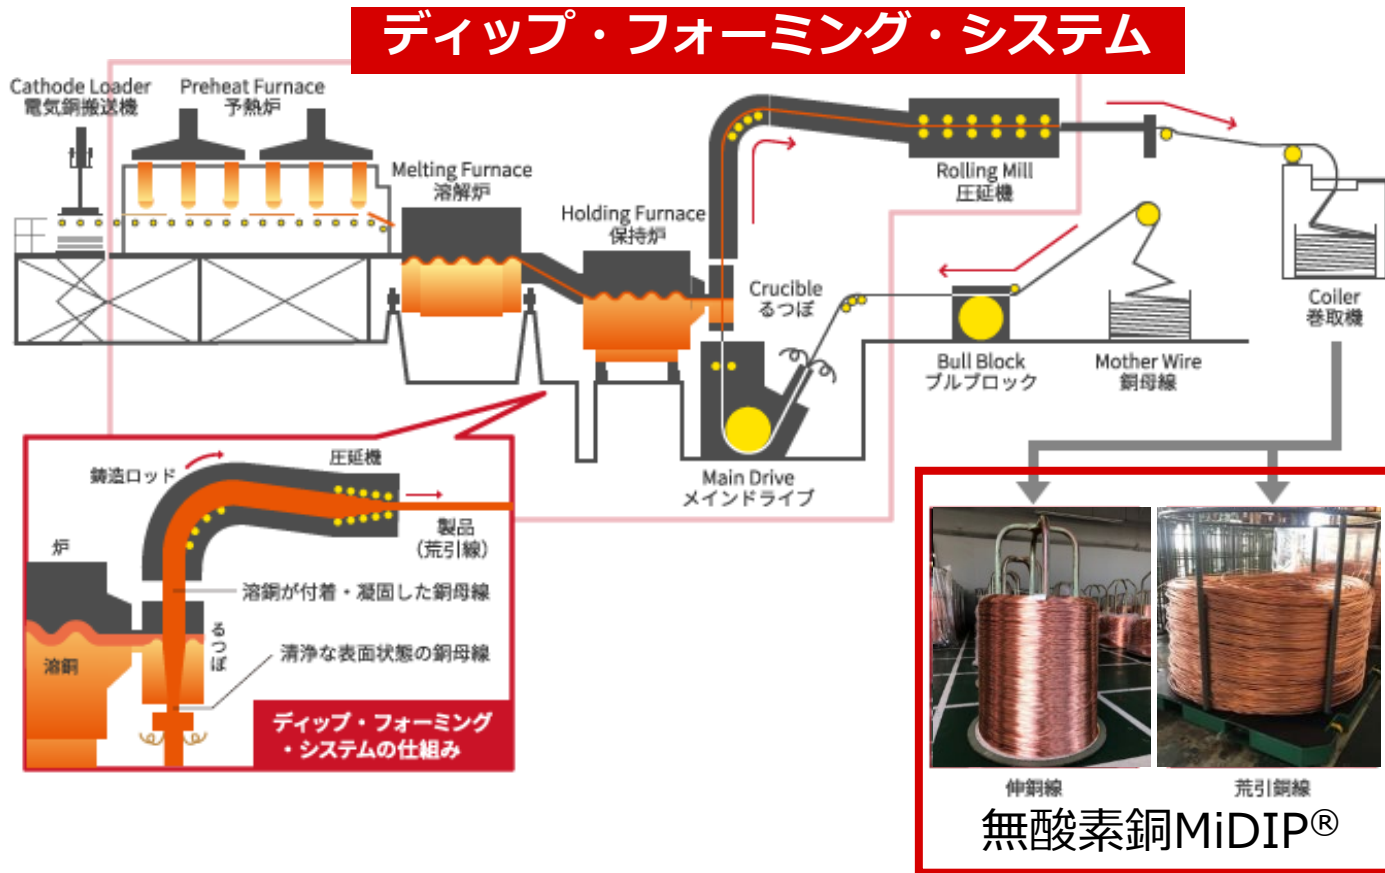 ディップ・フォーミング・システム
Cathode Loader
電気銅搬送機
Preheat Furnace
予熱炉
Melting Furnace
溶解炉
Holding Furnace
保持炉
Rolling Mill
圧延機
Crucible
るつぼ
Coiler
巻取機
Bull Block
ブルブロック
Mother Wire
銅母線
Main Drive
メインドライブ
鋳造ロッド
圧延機
製品
(荒引線)
炉
溶銅が付着・凝固した銅母線
るつぼ
清浄な表面状態の銅母線
溶銅
ディップ・フォーミング
・システムの仕組み
伸銅線
荒引銅線
無酸素銅MiDIP®